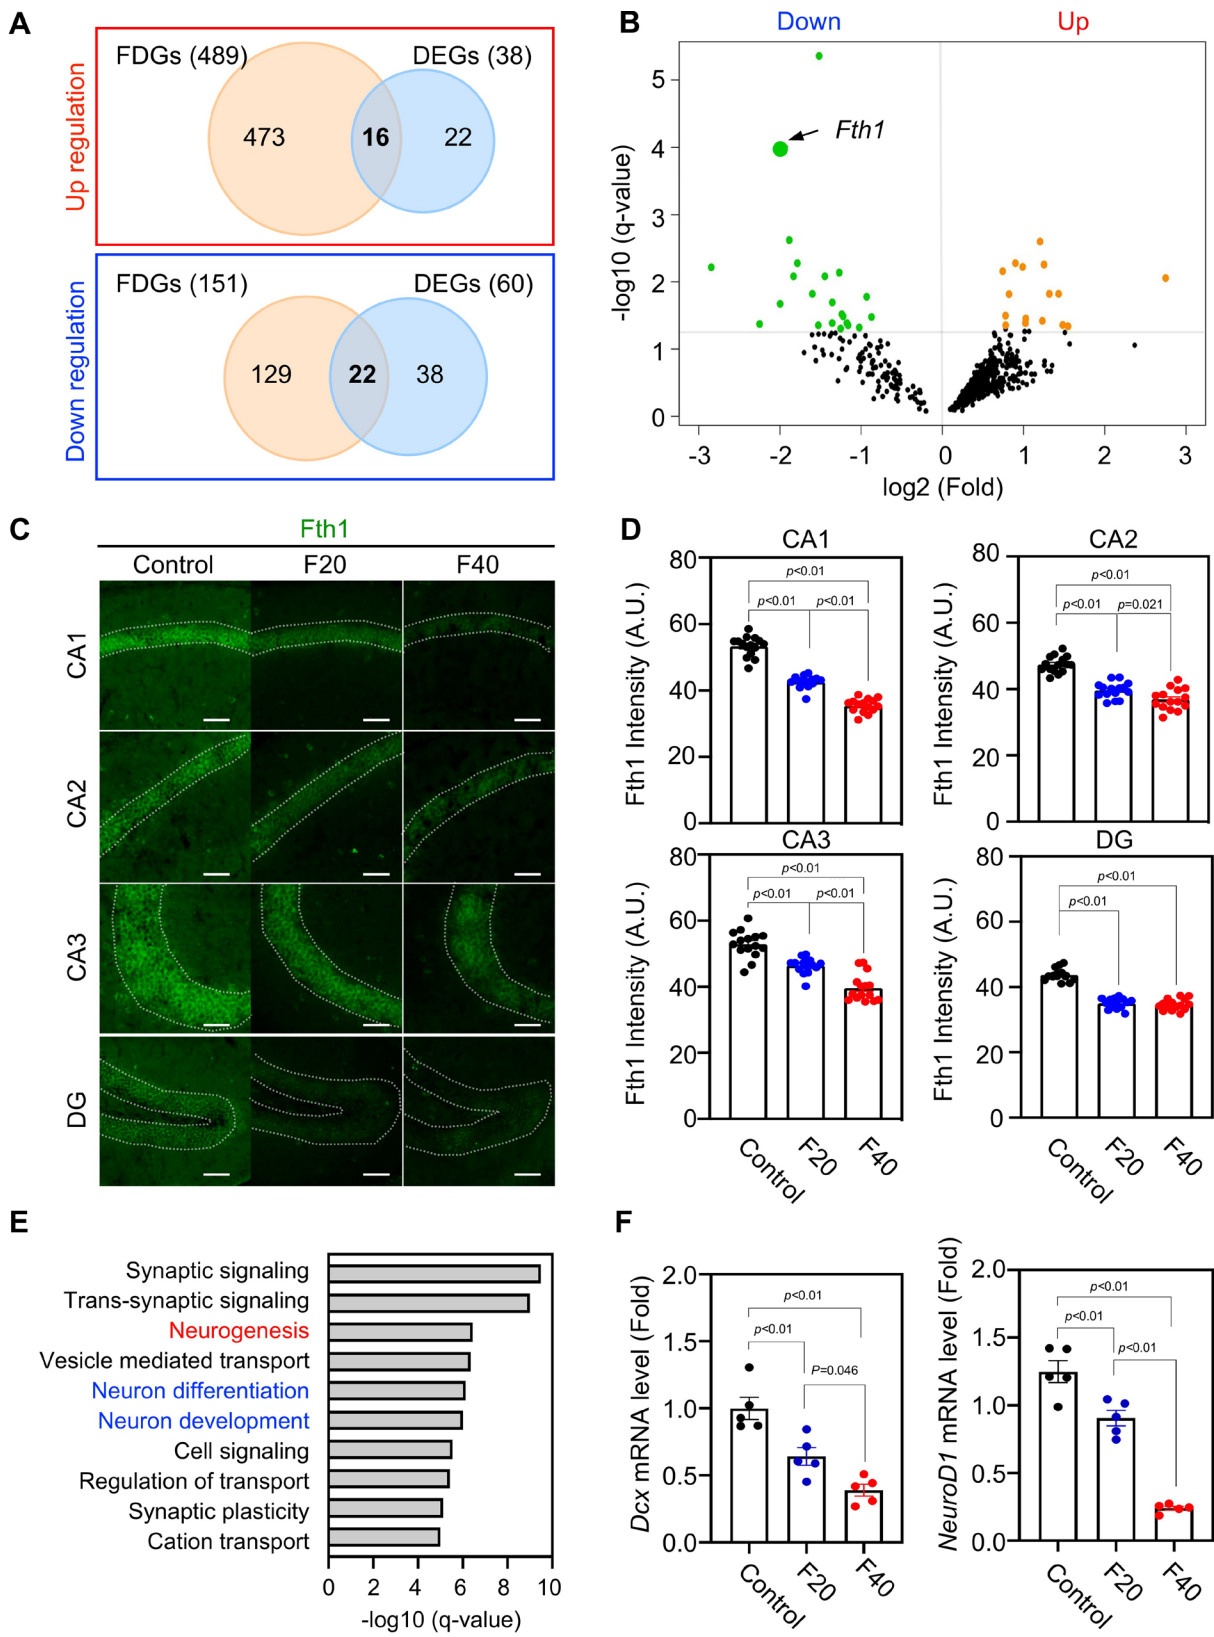 A
Up regulation
FDGs (489)
DEGs (38)
473
16
22
Down regulation
FDGs (151)
DEGs (60)
129
22
38
B
Down
Up
-log10 (q-value)
5
4
3
2
1
0
Fth1
-3
-2
-1
0
1
2
3
log2 (Fold)
C
Fth1
Control
F20
F40
CA1
CA2
CA3
DG
D
CA1
Fth1 Intensity (A.U.)
80
60
40
20
0
p<0.01
p<0.01
p<0.01
CA2
Fth1 Intensity (A.U.)
80
60
40
20
0
p<0.01
p<0.01
p=0.021
CA3
Fth1 Intensity (A.U.)
80
60
40
20
0
p<0.01
p<0.01
p<0.01
Control
F20
F40
DG
Fth1 Intensity (A.U.)
80
60
40
20
0
p<0.01
p<0.01
Control
F20
F40
E
Synaptic signaling
Trans-synaptic signaling
Neurogenesis
Vesicle mediated transport
Neuron differentiation
Neuron development
Cell signaling
Regulation of transport
Synaptic plasticity
Cation transport
0
2
4
6
8
10
-log10 (q-value)
F
Dcx mRNA level (Fold)
2.0
1.5
1.0
0.5
0.0
p<0.01
p<0.01
P=0.046
Control
F20
F40
NeuroD1 mRNA level (Fold)
2.0
1.5
1.0
0.5
0.0
p<0.01
p<0.01
p<0.01
Control
F20
F40